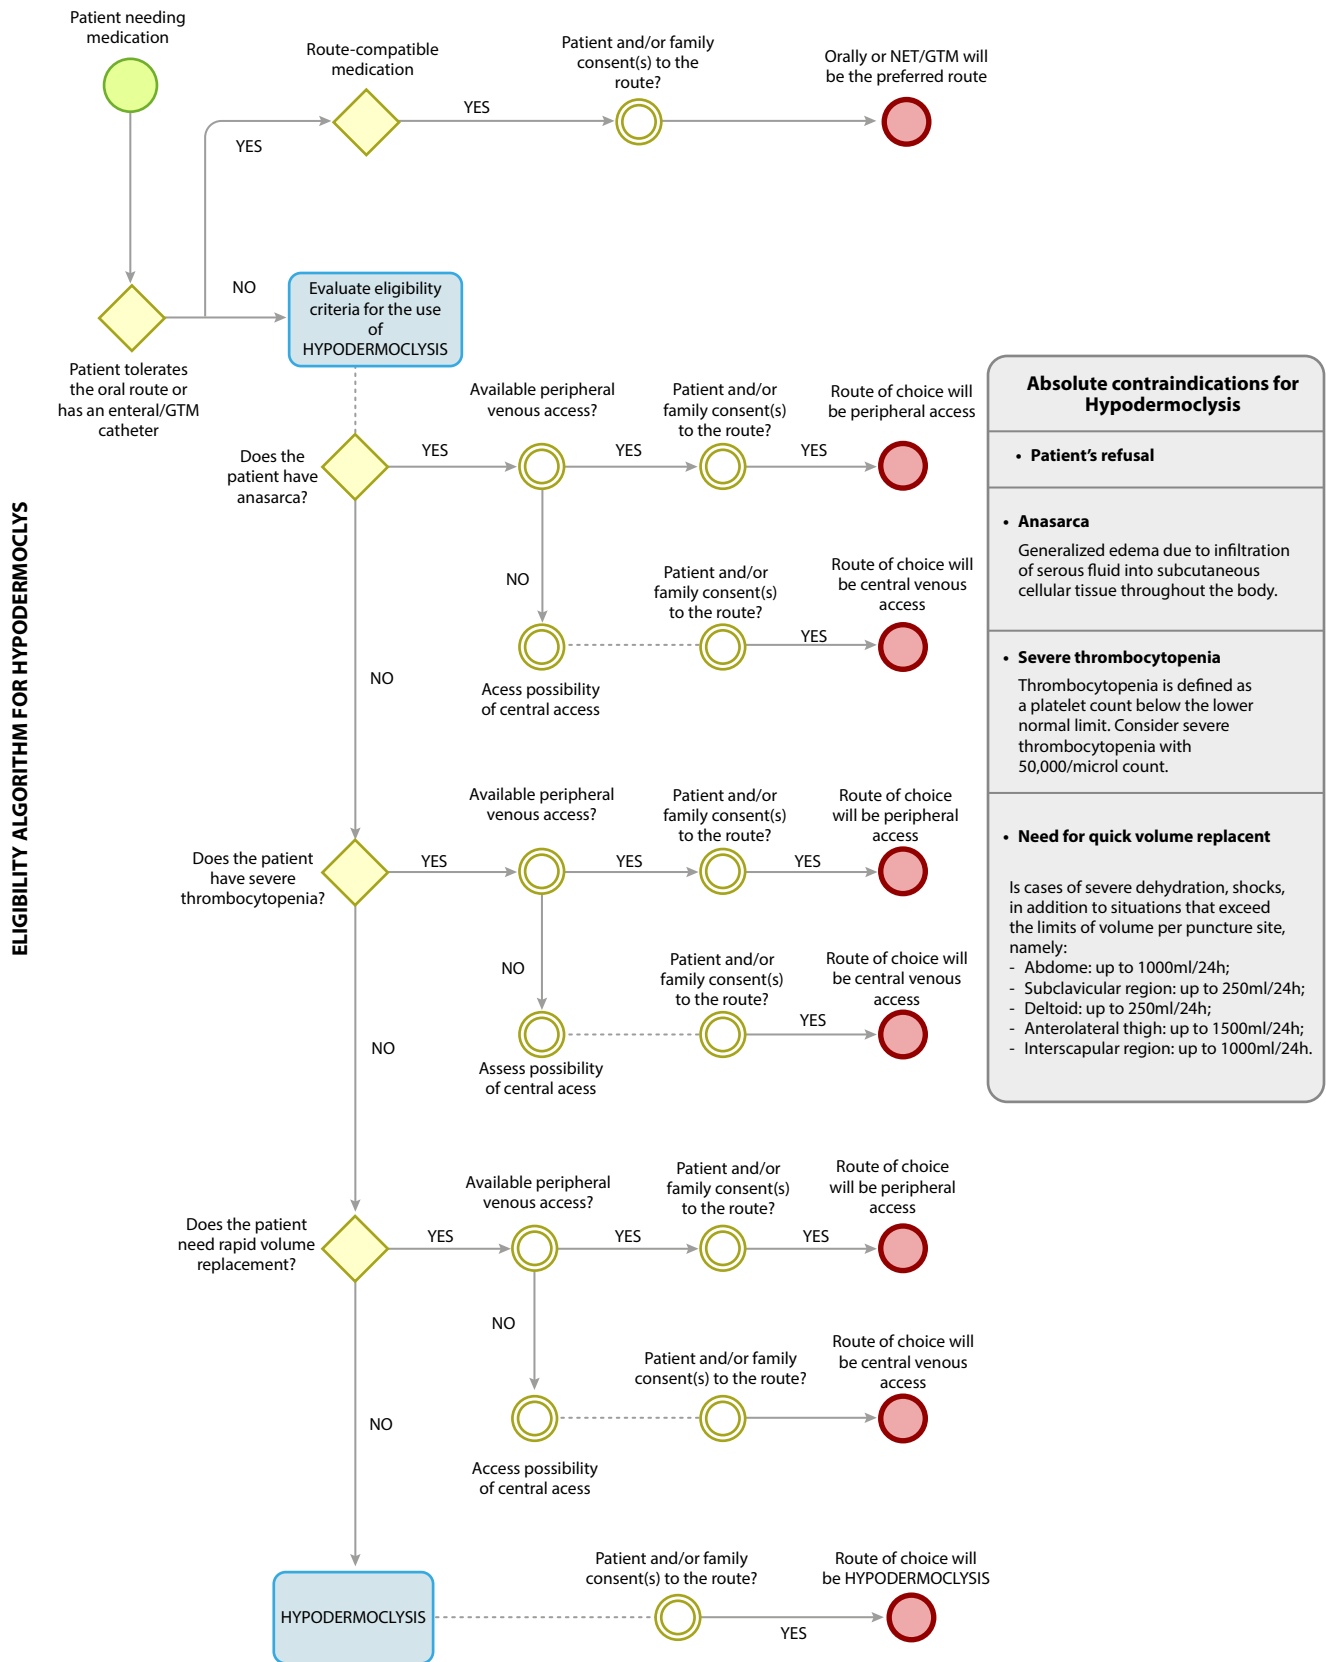 ELIGIBILITY ALGORITHM FOR HYPODERMOCLYS
Patient needing
medication
Route-compatible
medication
Patient and/or family
consent(s) to the
route?
Orally or NET/GTM will
be the preferred route
YES
YES
NO
Evaluate eligibility
criteria for the use
of
HYPODERMOCLYSIS
Patient tolerates
the oral route or
has an enteral/GTM
catheter
Does the
patient have
anasarca?
YES
Available peripheral
venous access?
YES
Patient and/or
family consent(s)
to the route?
YES
Route of choice will
be peripheral access
NO
Acess possibility
of central access
Patient and/or
family consent(s)
to the route?
YES
Route of choice will
be central venous
access
NO
Does the patient
have severe
thrombocytopenia?
YES
Available peripheral
venous access?
YES
Patient and/or
family consent(s)
to the route?
YES
Route of choice
will be peripheral
access
NO
Assess possibility
of central acess
Patient and/or
family consent(s)
to the route?
YES
Route of choice will
be central venous
access
NO
Does the patient
need rapid volume
replacement?
YES
Available peripheral
venous access?
YES
Patient and/or
family consent(s)
to the route?
YES
Route of choice
will be peripheral
access
NO
Access possibility
of central acess
Patient and/or family
consent(s) to the route?
Route of choice will
be central venous
access
NO
HYPODERMOCLYSIS
Patient and/or family
consent(s) to the route?
YES
Route of choice will
be HYPODERMOCLYSIS
Absolute contraindications for
Hypodermoclysis
• Patient's refusal
• Anasarca
Generalized edema due to infiltration
of serous fluid into subcutaneous
cellular tissue throughout the body.
• Severe thrombocytopenia
Thrombocytopenia is defined as
a platelet count below the lower
normal limit. Consider severe
thrombocytopenia with
50,000/microl count.
• Need for quick volume replacent
Is cases of severe dehydration, shocks,
in addition to situations that exceed
the limits of volume per puncture site,
namely:
- Abdome: up to 1000ml/24h;
- Subclavicular region: up to 250ml/24h;
- Deltoid: up to 250ml/24h;
- Anterolateral thigh: up to 1500ml/24h;
- Interscapular region: up to 1000ml/24h.